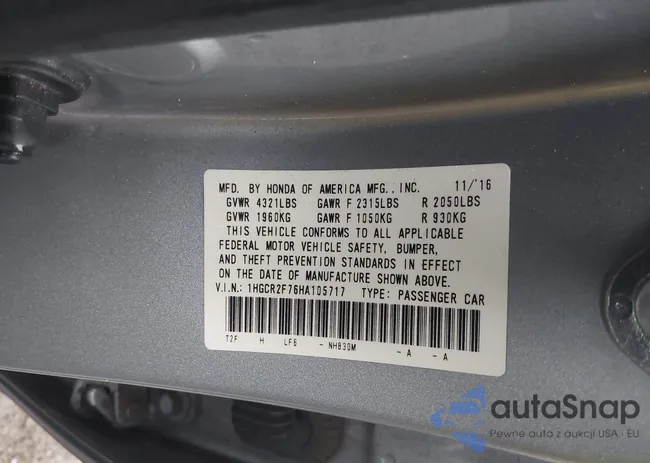 MFD. BY HONDA OF AMERICA MFG., INC. 11/'16
GVWR 4321LBS GAWR F 2315LBS R 2050LBS
GVWR 1960KG GAWR F 1050KG R 930KG
THIS VEHICLE CONFORMS TO ALL APPLICABLE
FEDERAL MOTOR VEHICLE SAFETY, BUMPER,
AND THEFT PREVENTION STANDARDS IN EFFECT
ON THE DATE OF MANUFACTURE SHOWN ABOVE.
V.I.N.: 1HGCR2F76HA105717 TYPE: PASSENGER CAR
T2F H LF6 - NH830M - A - A
autaSnap
Pewne auta z aukcji USA · EU